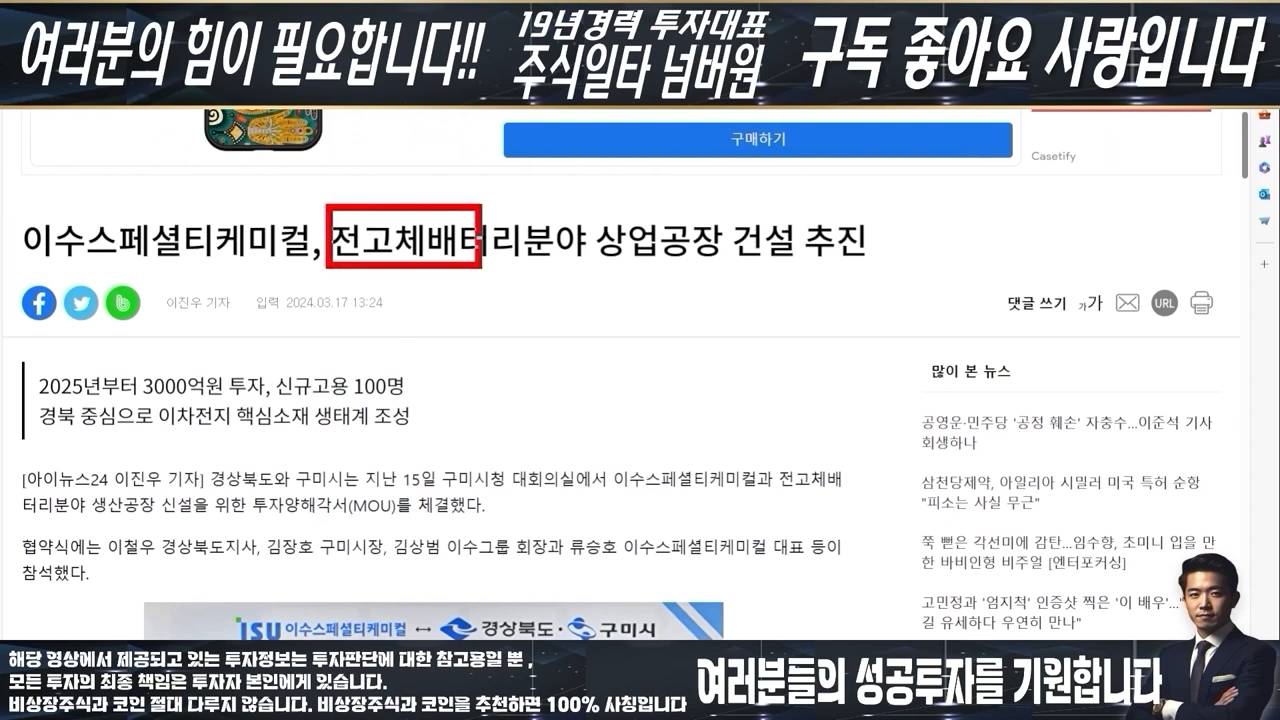 여러분의 힘이 필요합니다!!
19년경력 투자대표
주식일타 넘버원
구독 좋아요 사랑입니다
구매하기
Casetify
이수스페셜티케미컬, 전고체배터리분야 상업공장 건설 추진
이진우 기자 입력 2024.03.17 13:24
댓글 쓰기 가가 URL
2025년부터 3000억원 투자, 신규고용 100명
경북 중심으로 이차전지 핵심소재 생태계 조성
[아이뉴스24 이진우 기자] 경상북도와 구미시는 지난 15일 구미시청 대회의실에서 이수스페셜티케미컬과 전고체배
터리분야 생산공장 신설을 위한 투자양해각서(MOU)를 체결했다.
협약식에는 이철우 경상북도지사, 김장호 구미시장, 김상범 이수그룹 회장과 류승호 이수스페셜티케미컬 대표 등이
참석했다.
ISU 이수스페셜티케미컬 ↔ 경상북도· 구미시
많이 본 뉴스
공영운·민주당 '공정 훼손' 자충수…이준석 기사
회생하나
삼천당제약, 아일리아 시밀러 미국 특허 순항
"피소는 사실 무근"
쭉 뻗은 각선미에 감탄…임수향, 초미니 입을 만
한 바비인형 비주얼 [엔터포커싱]
고민정과 '엄지척' 인증샷 찍은 '이 배우'…"
길 유세하다 우연히 만나"
해당 영상에서 제공되고 있는 투자정보는 투자판단에 대한 참고용일 뿐 ,
모든 투자의 최종 책임은 투자자 본인에게 있습니다.
비상장주식과 코인 절대 다루지 않습니다. 비상장주식과 코인을 추천하면 100% 사칭입니다
여러분들의 성공투자를 기원합니다